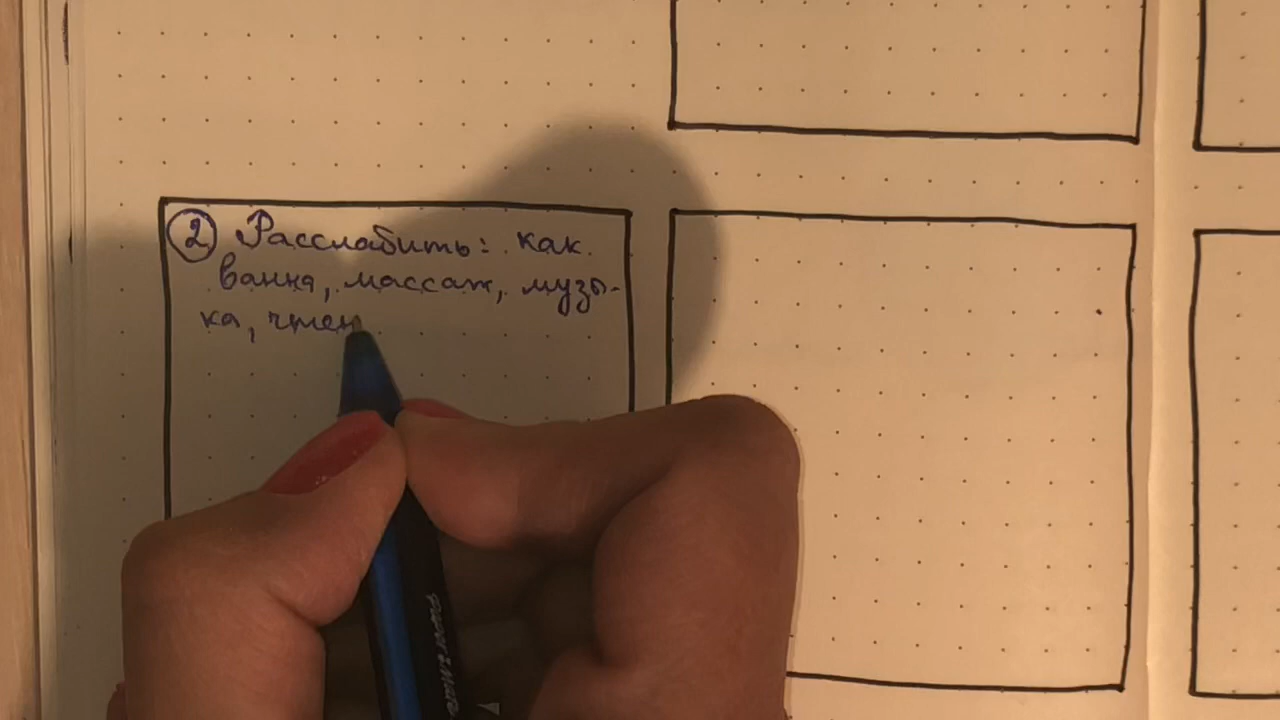 2 Расслабить: как
ванна, массаж, музы-
ка, чтен